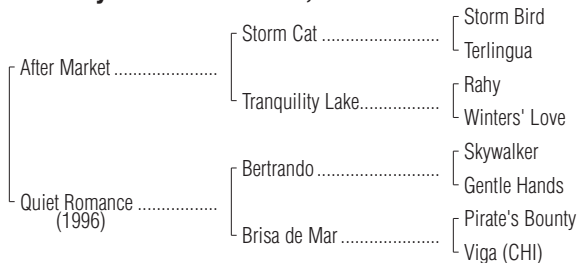 Storm Bird
Storm Cat ..............................
Terlingua
After Market ..........................
Rahy
Tranquility Lake....................
Winters' Love
Skywalker
Bertrando ...............................
Gentle Hands
Quiet Romance ....................
(1996)
Pirate's Bounty
Brisa de Mar .........................
Viga (CHI)